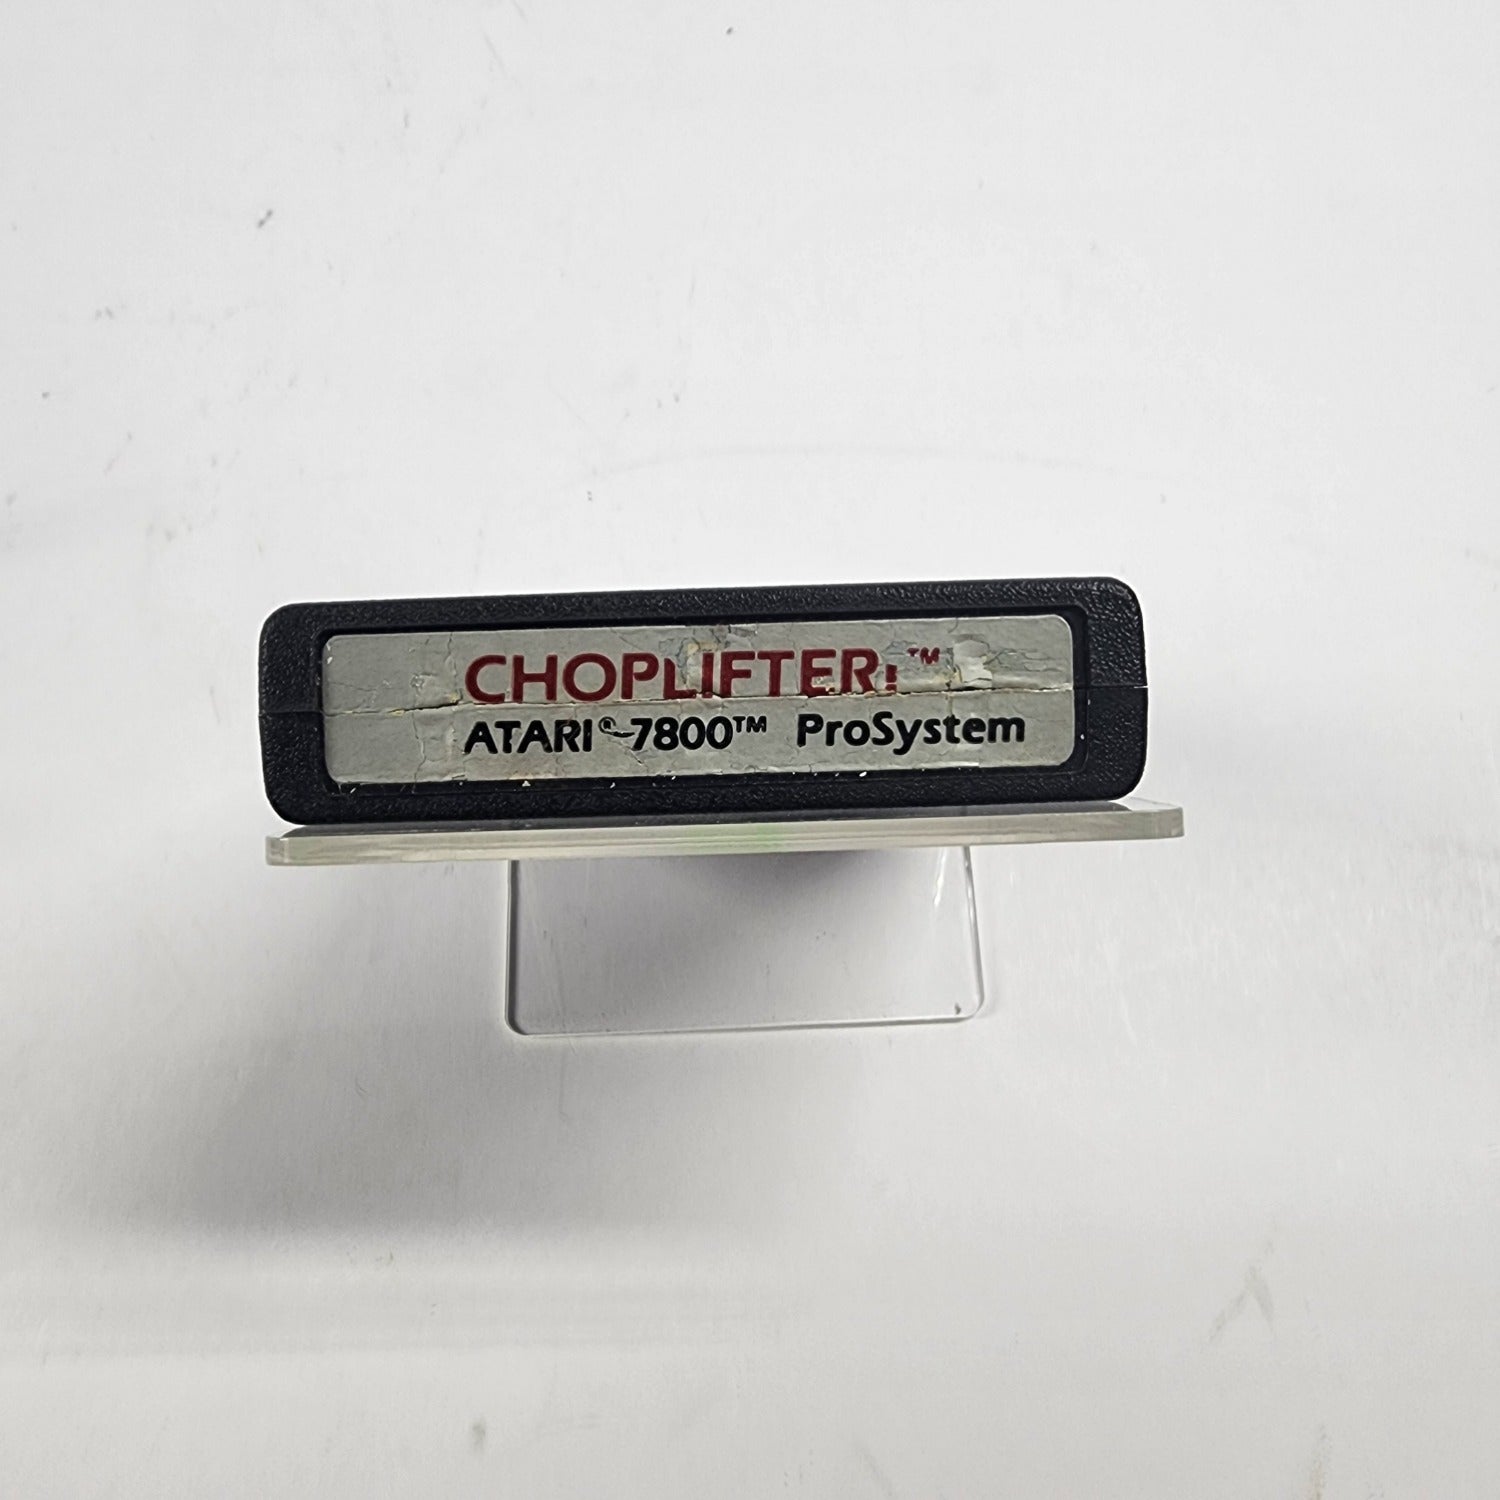 CHOPLIFTER!™
ATARI® 7800™ ProSystem